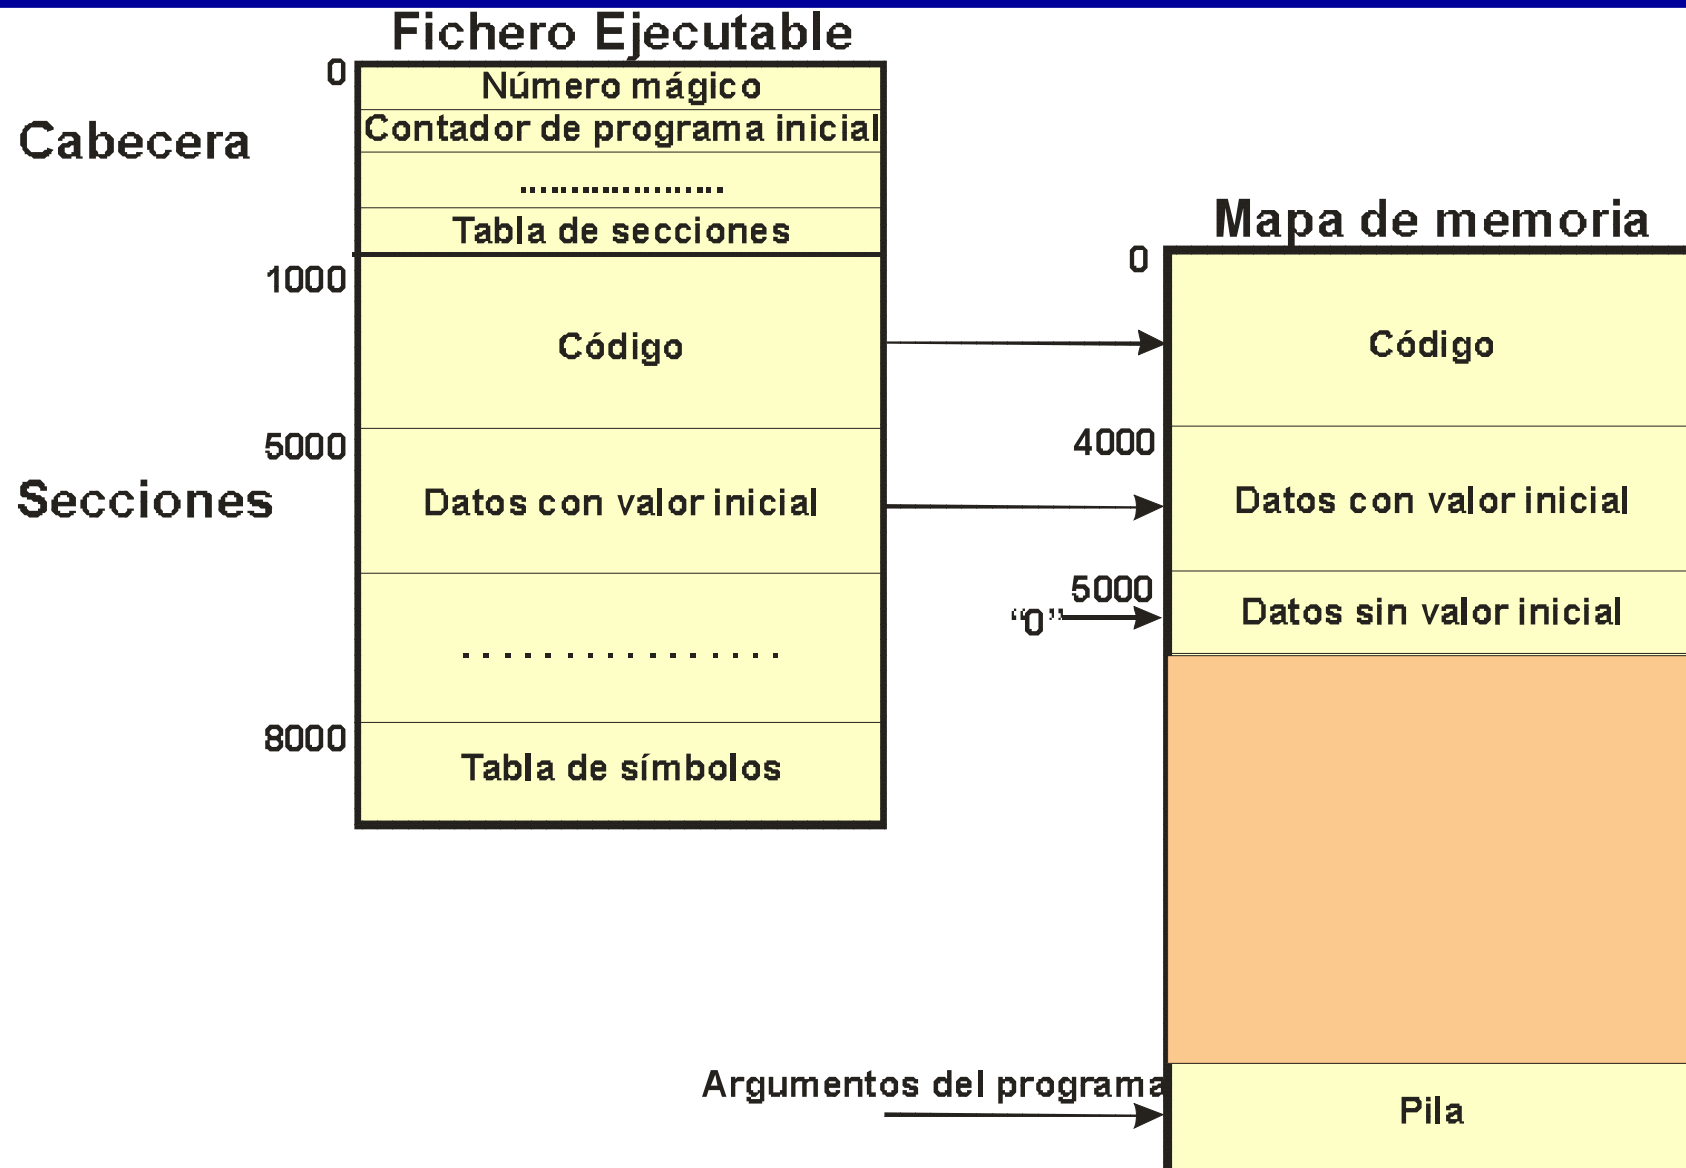 Fichero Ejecutable
0
Número mágico
Contador de programa inicial
Cabecera
....................
Tabla de secciones
1000
Código
5000
Secciones
Datos con valor inicial
................
8000
Tabla de símbolos
Mapa de memoria
0
Código
4000
Datos con valor inicial
5000
“0”
Datos sin valor inicial
Argumentos del programa
Pila